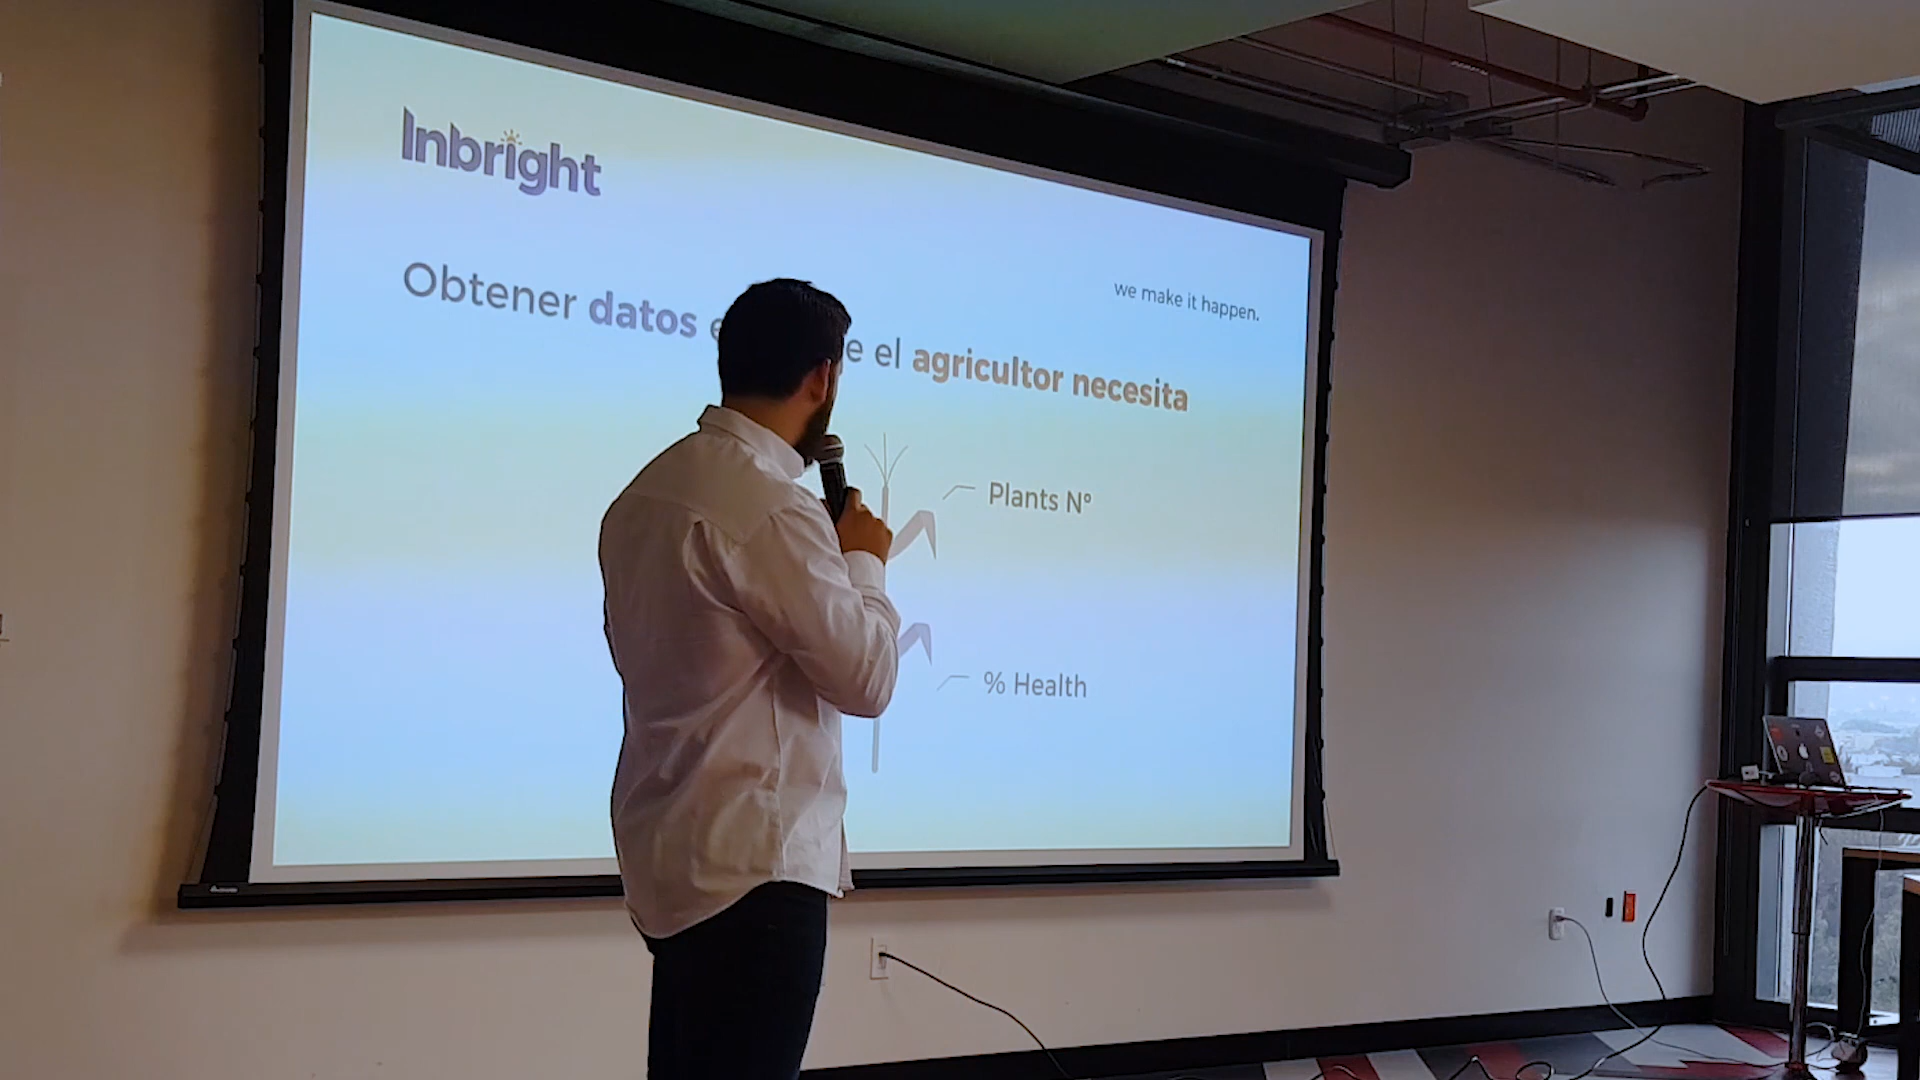 Inbright
we make it happen.
Obtener datos e el agricultor necesita
Plants Nº
% Health